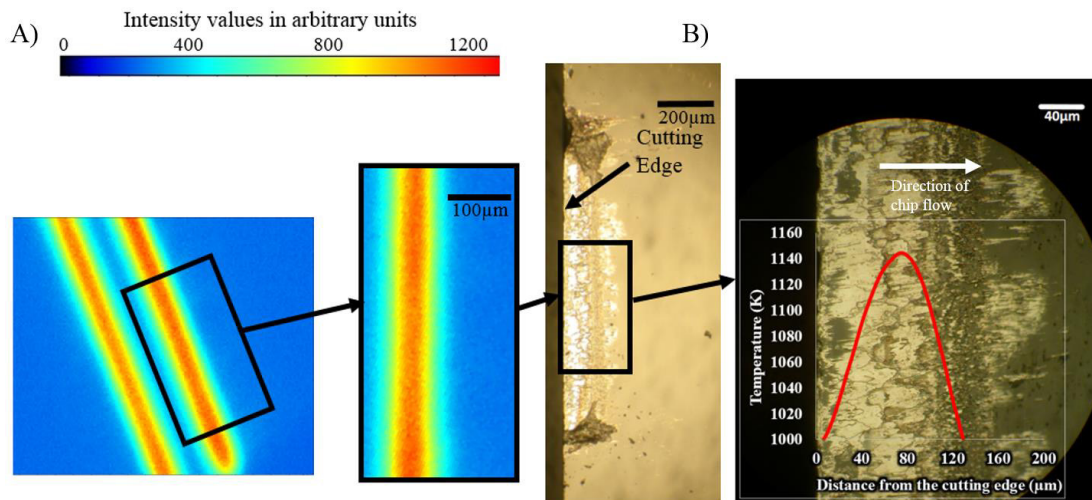 A)
Intensity values in arbitrary units
0 400 800 1200
100µm
B)
200µm
Cutting
Edge
40µm
Direction of
chip flow
Temperature (K)
1160
1140
1120
1100
1080
1060
1040
1020
1000
0 40 80 120 160 200
Distance from the cutting edge (µm)